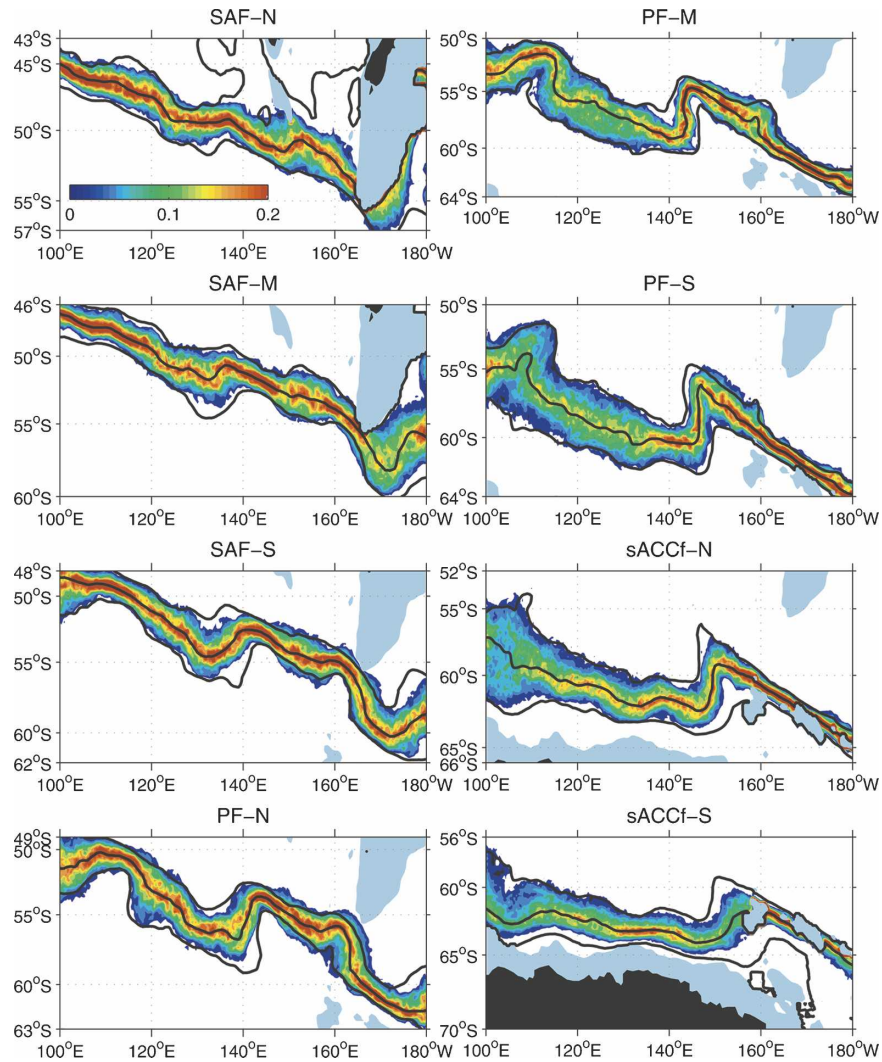 SAF−N
43°S
45°S
50°S
55°S
57°S
0 0.1 0.2
100°E 120°E 140°E 160°E 180°W
PF−M
50°S
55°S
60°S
64°S
100°E 120°E 140°E 160°E 180°W
SAF−M
46°S
50°S
55°S
60°S
100°E 120°E 140°E 160°E 180°W
PF−S
50°S
55°S
60°S
64°S
100°E 120°E 140°E 160°E 180°W
SAF−S
48°S
50°S
55°S
60°S
62°S
100°E 120°E 140°E 160°E 180°W
sACCf−N
52°S
55°S
60°S
65°S
66°S
100°E 120°E 140°E 160°E 180°W
PF−N
49°S
50°S
55°S
60°S
63°S
100°E 120°E 140°E 160°E 180°W
sACCf−S
56°S
60°S
65°S
70°S
100°E 120°E 140°E 160°E 180°W